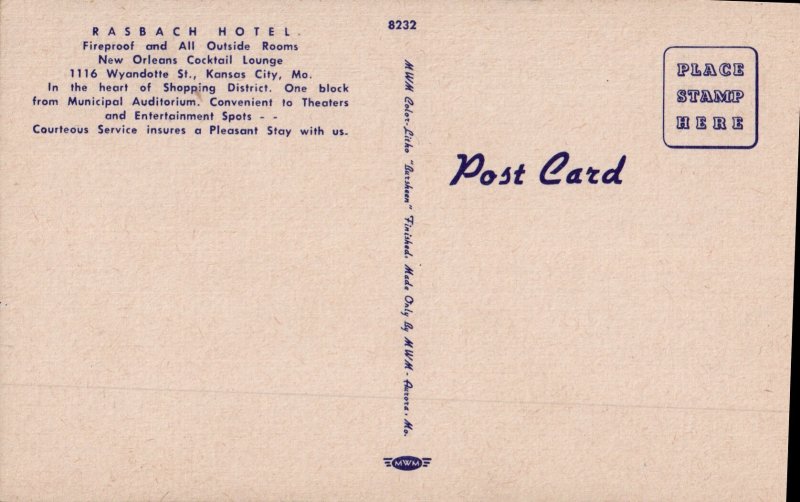 RASBACH HOTEL.
Fireproof and All Outside Rooms
New Orleans Cocktail Lounge
1116 Wyandotte St., Kansas City, Mo.
In the heart of Shopping District. One block
from Municipal Auditorium. Convenient to Theaters
and Entertainment Spots - -
Courteous Service insures a Pleasant Stay with us.
8232
MWM Color-Litho "Darsheen" Finished. Made Only By MWM - Aurora, Mo.
MWM
Post Card
PLACE
STAMP
HERE